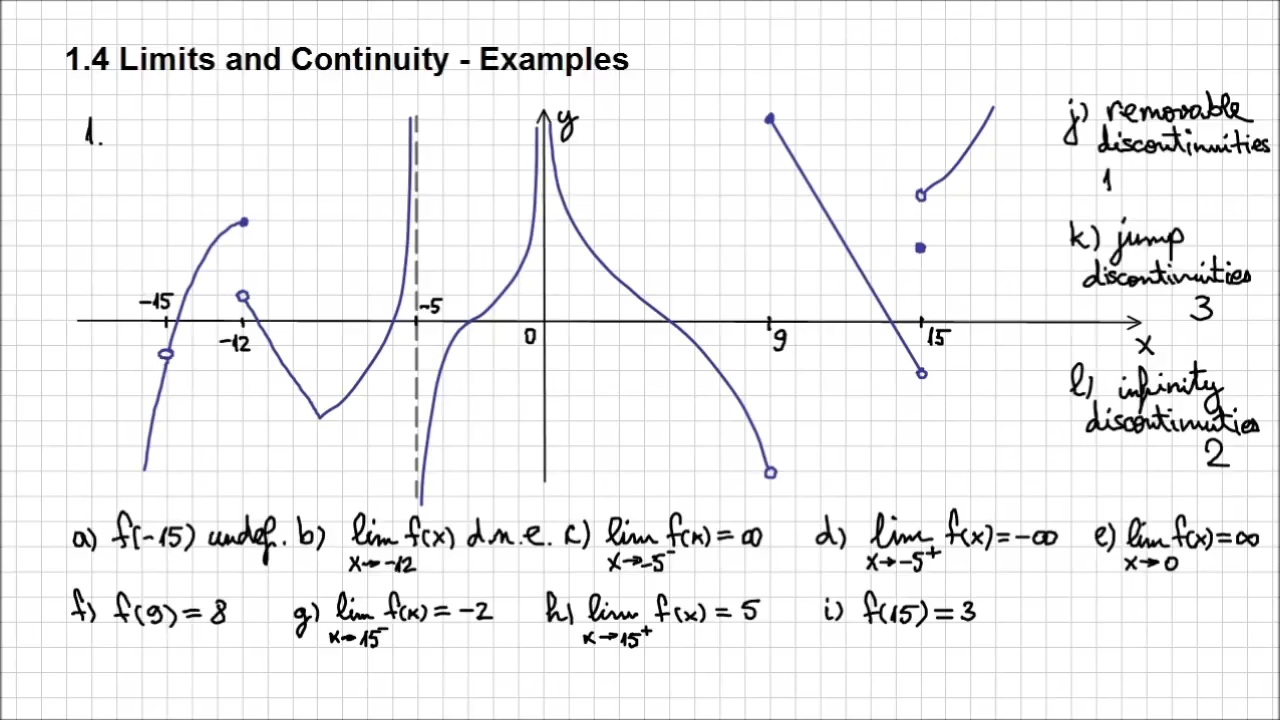 1.4 Limits and Continuity - Examples
1.
y
-15
-12
-5
0
9
15
x
j) removable
discontinuities
1
k) jump
discontinuities
3
l) infinity
discontinuities
2
a) f(-15) undef. b) lim x→-12 f(x) d.n.e. c) lim x→-5⁻ f(x) = ∞ d) lim x→-5⁺ f(x) = -∞ e) lim x→0 f(x) = ∞
f) f(9) = 8 g) lim x→15⁻ f(x) = -2 h) lim x→15⁺ f(x) = 5 i) f(15) = 3